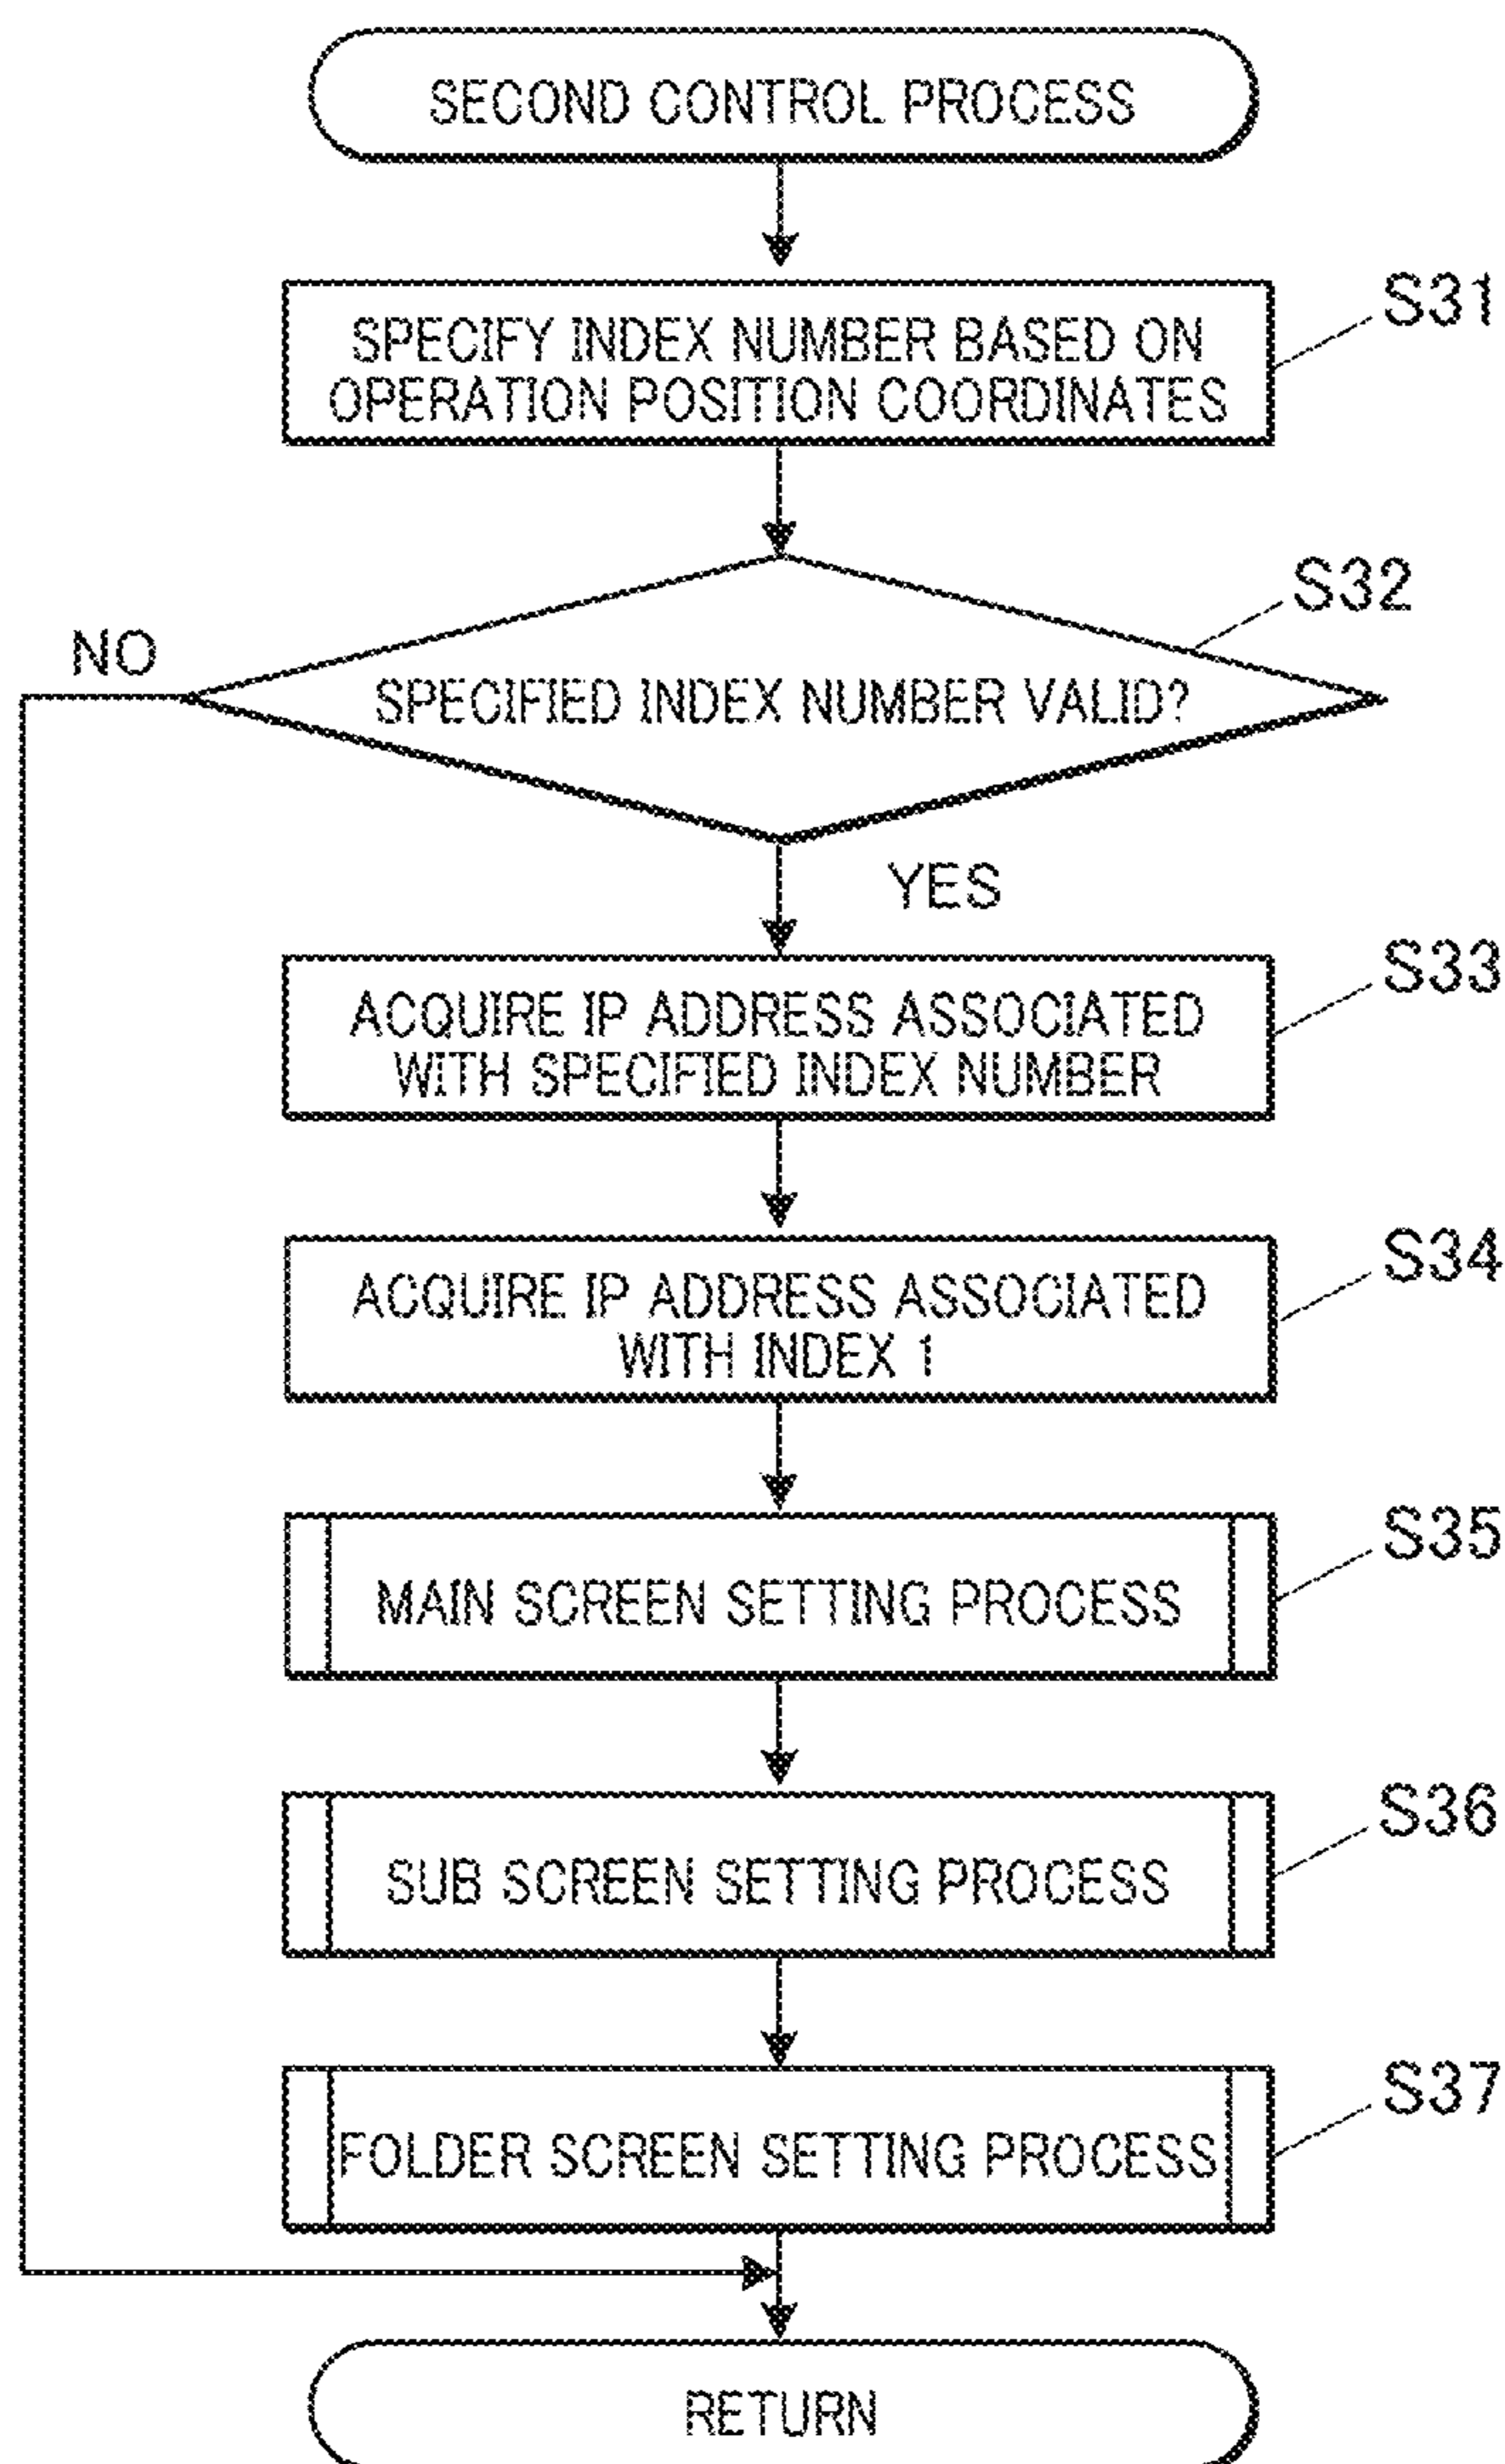 SECOND CONTROL PROCESS
S31
SPECIFY INDEX NUMBER BASED ON
OPERATION POSITION COORDINATES
S32
NO
SPECIFIED INDEX NUMBER VALID?
YES
S33
ACQUIRE IP ADDRESS ASSOCIATED
WITH SPECIFIED INDEX NUMBER
S34
ACQUIRE IP ADDRESS ASSOCIATED
WITH INDEX 1
S35
MAIN SCREEN SETTING PROCESS
S36
SUB SCREEN SETTING PROCESS
S37
FOLDER SCREEN SETTING PROCESS
RETURN